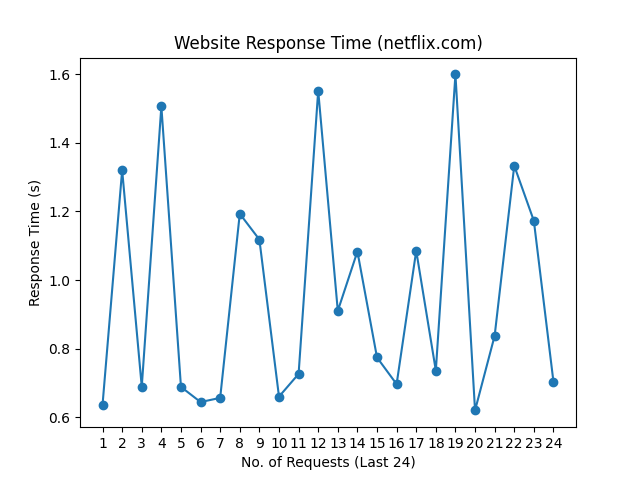 Website Response Time (netflix.com)
Response Time (s)
1.6
1.4
1.2
1.0
0.8
0.6
1 2 3 4 5 6 7 8 9 10 11 12 13 14 15 16 17 18 19 20 21 22 23 24
No. of Requests (Last 24)